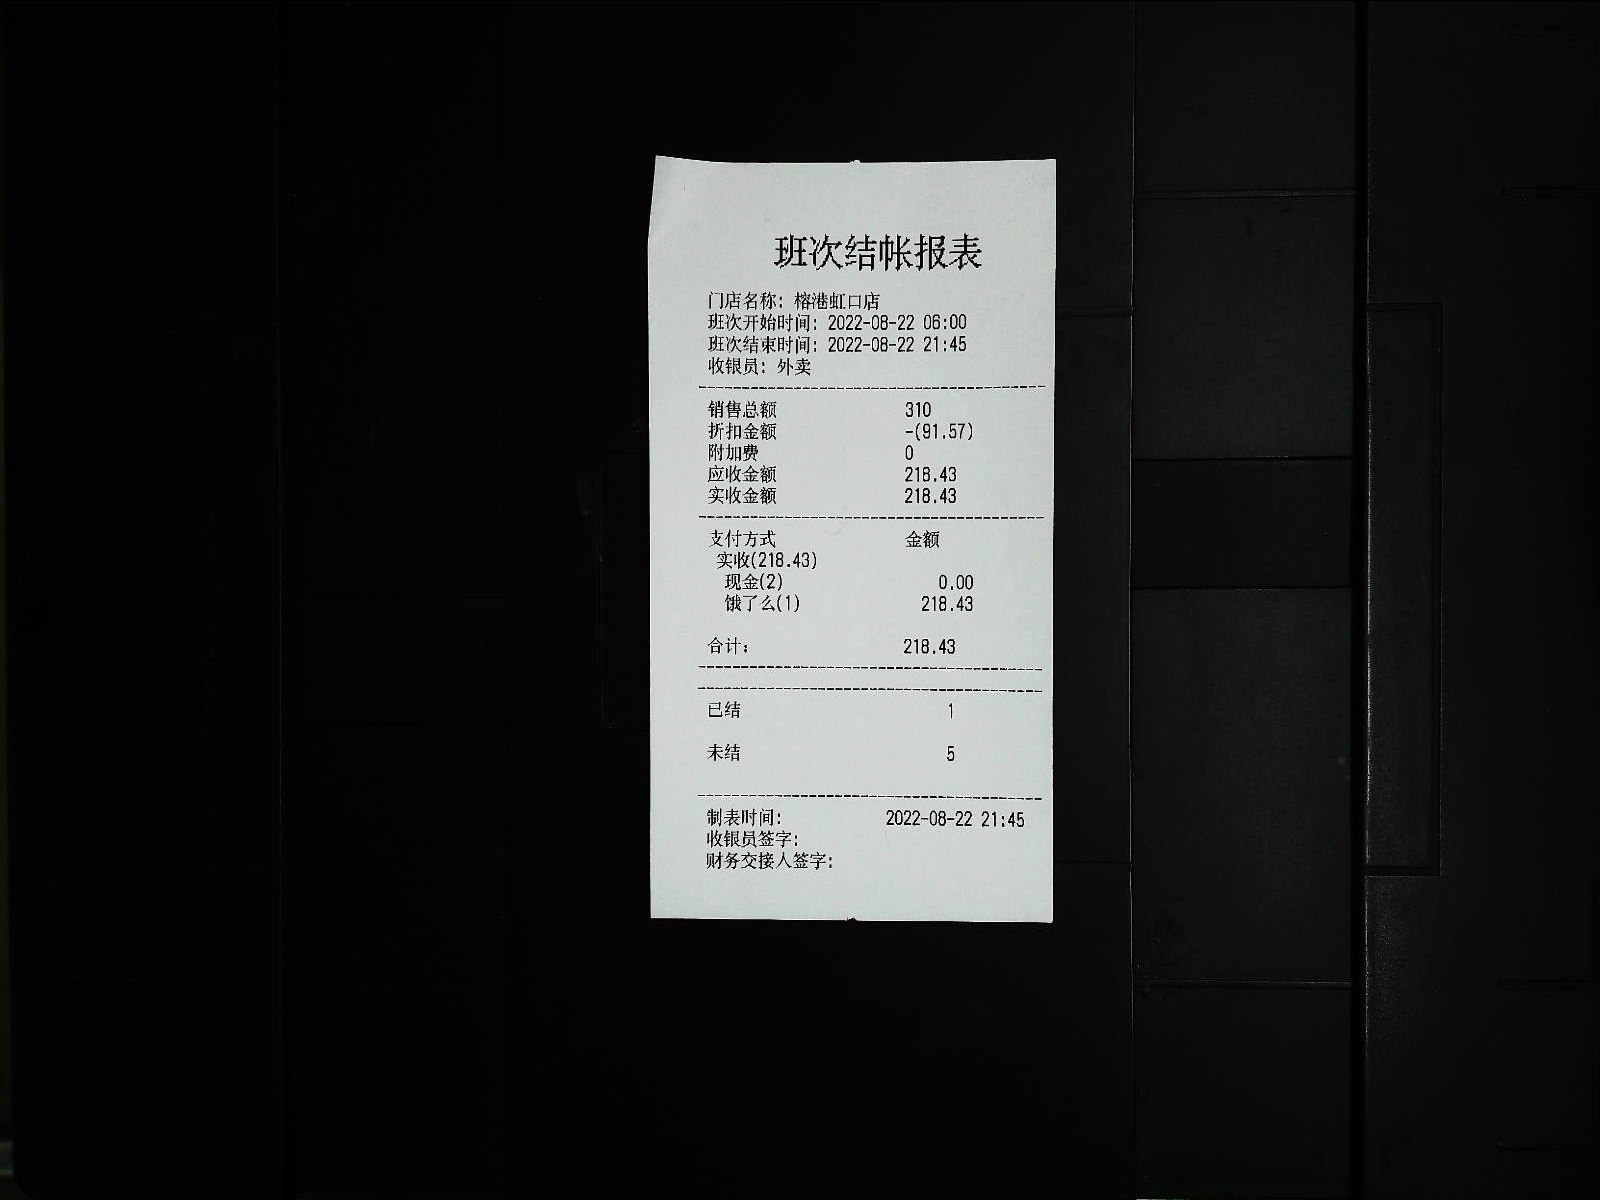 班次结帐报表
门店名称: 榕港虹口店
班次开始时间: 2022-08-22 06:00
班次结束时间: 2022-08-22 21:45
收银员: 外卖
销售总额 310
折扣金额 -(91.57)
附加费 0
应收金额 218.43
实收金额 218.43
支付方式 金额
实收(218.43)
现金(2) 0.00
饿了么(1) 218.43
合计: 218.43
已结 1
未结 5
制表时间: 2022-08-22 21:45
收银员签字:
财务交接人签字: